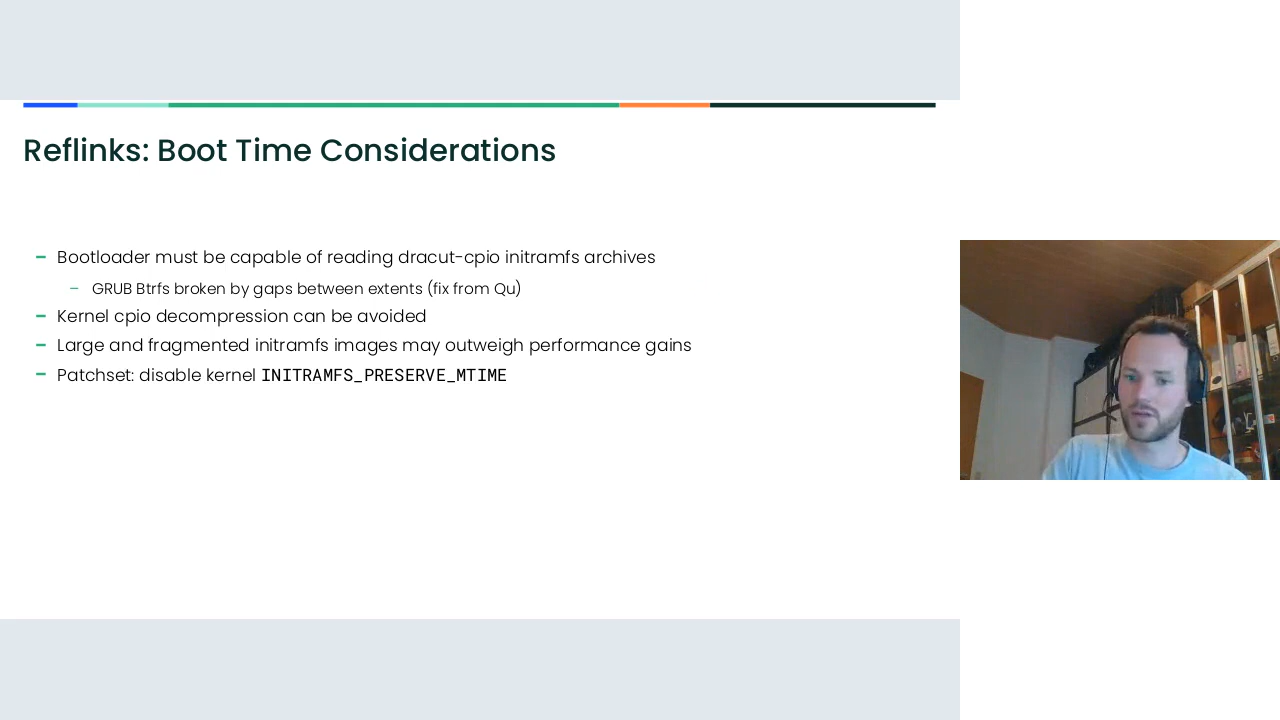 Reflinks: Boot Time Considerations
– Bootloader must be capable of reading dracut-cpio initramfs archives
– GRUB Btrfs broken by gaps between extents (fix from Qu)
– Kernel cpio decompression can be avoided
– Large and fragmented initramfs images may outweigh performance gains
– Patchset: disable kernel INITRAMFS_PRESERVE_MTIME